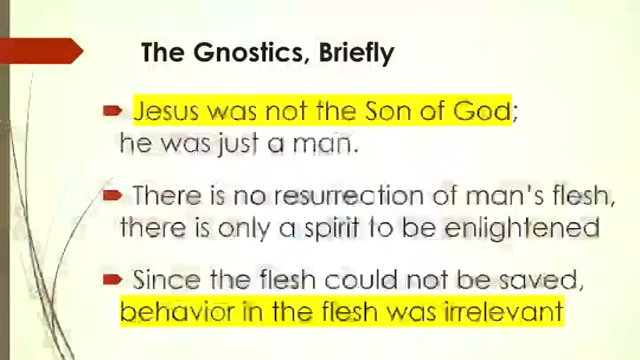 The Gnostics, Briefly
Jesus was not the Son of God;
he was just a man.
There is no resurrection of man's flesh,
there is only a spirit to be enlightened
Since the flesh could not be saved,
behavior in the flesh was irrelevant